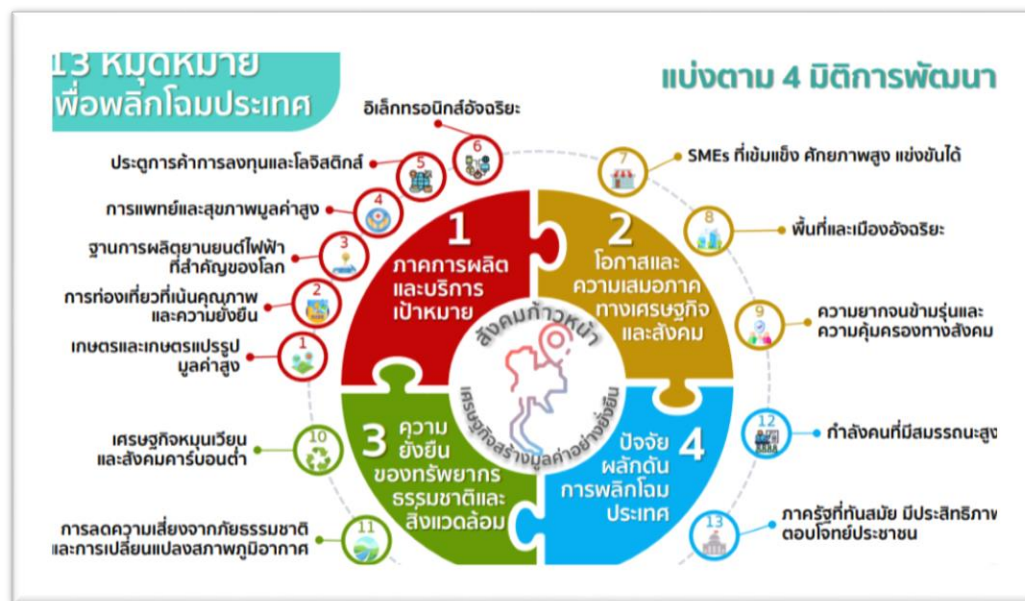 13 หมุดหมาย
พื่อพลิกโฉมประเทศ
แบ่งตาม 4 มิติการพัฒนา
อิเล็กทรอนิกส์อัจฉริยะ
6
ประตูการค้าการลงทุนและโลจิสติกส์
5
การแพทย์และสุขภาพมูลค่าสูง
4
ฐานการผลิตยานยนต์ไฟฟ้า
ที่สำคัญของโลก
3
การท่องเที่ยวที่เน้นคุณภาพ
และความยั่งยืน
2
เกษตรและเกษตรแปรรูป
มูลค่าสูง
1
1
ภาคการผลิต
และบริการ
เป้าหมาย
2
โอกาสและ
ความเสมอภาค
ทางเศรษฐกิจ
และสังคม
7
SMEs ที่เข้มแข็ง ศักยภาพสูง แข่งขันได้
8
พื้นที่และเมืองอัจฉริยะ
9
ความยากจนข้ามรุ่นและ
ความคุ้มครองทางสังคม
สังคมก้าวหน้า
เศรษฐกิจสร้างมูลค่าอย่างยั่งยืน
เศรษฐกิจหมุนเวียน
และสังคมคาร์บอนต่ำ
10
การลดความเสี่ยงจากภัยธรรมชาติ
และการเปลี่ยนแปลงสภาพภูมิอากาศ
11
3
ความ
ยั่งยืน
ของทรัพยากร
ธรรมชาติและ
สิ่งแวดล้อม
4
ปัจจัย
ผลักดัน
การพลิกโฉม
ประเทศ
12
กำลังคนที่มีสมรรถนะสูง
13
ภาครัฐที่ทันสมัย มีประสิทธิภาพ
ตอบโจทย์ประชาชน